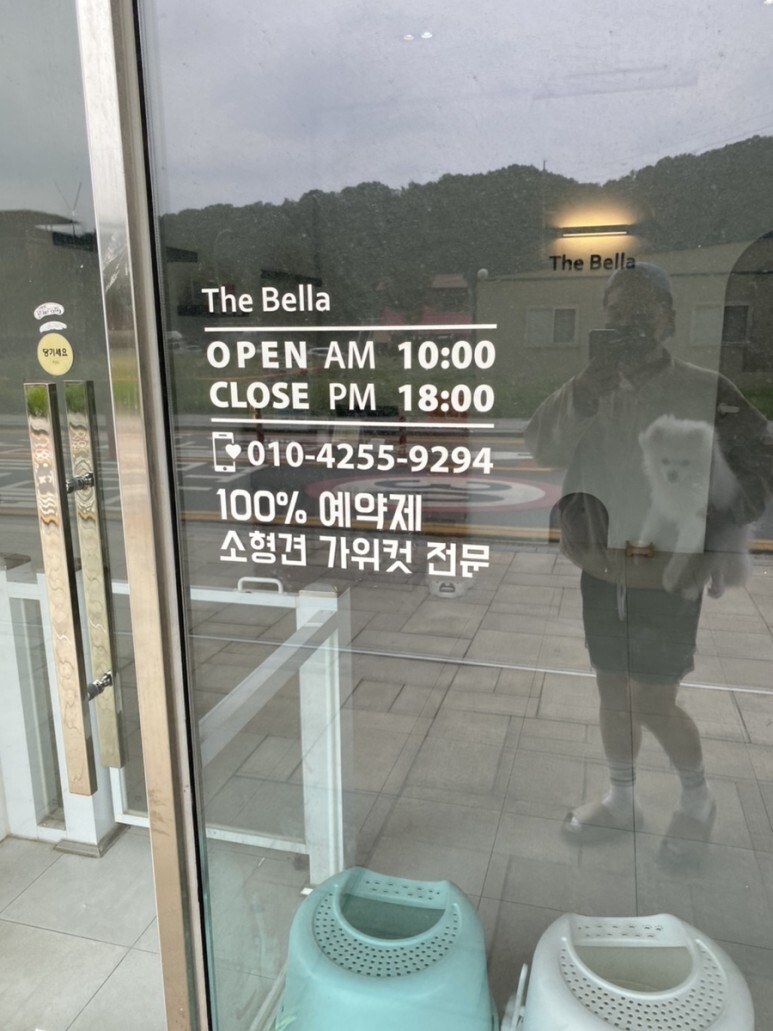 The Bella
The Bella
OPEN AM 10:00
CLOSE PM 18:00
010-4255-9294
100% 예약제
소형견 가위컷 전문
당기세요